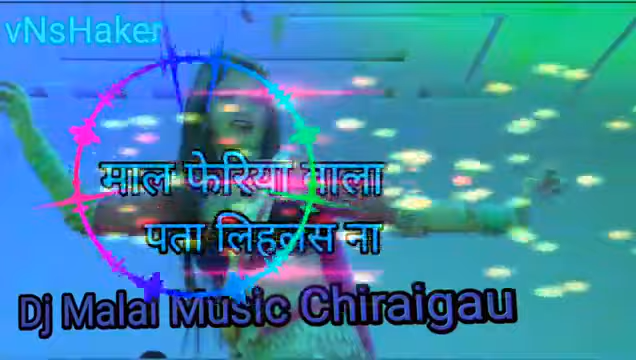 vNsHaker
माल फेरिया वाला
पता लिहलस ना
Dj Malai Music Chiraigau